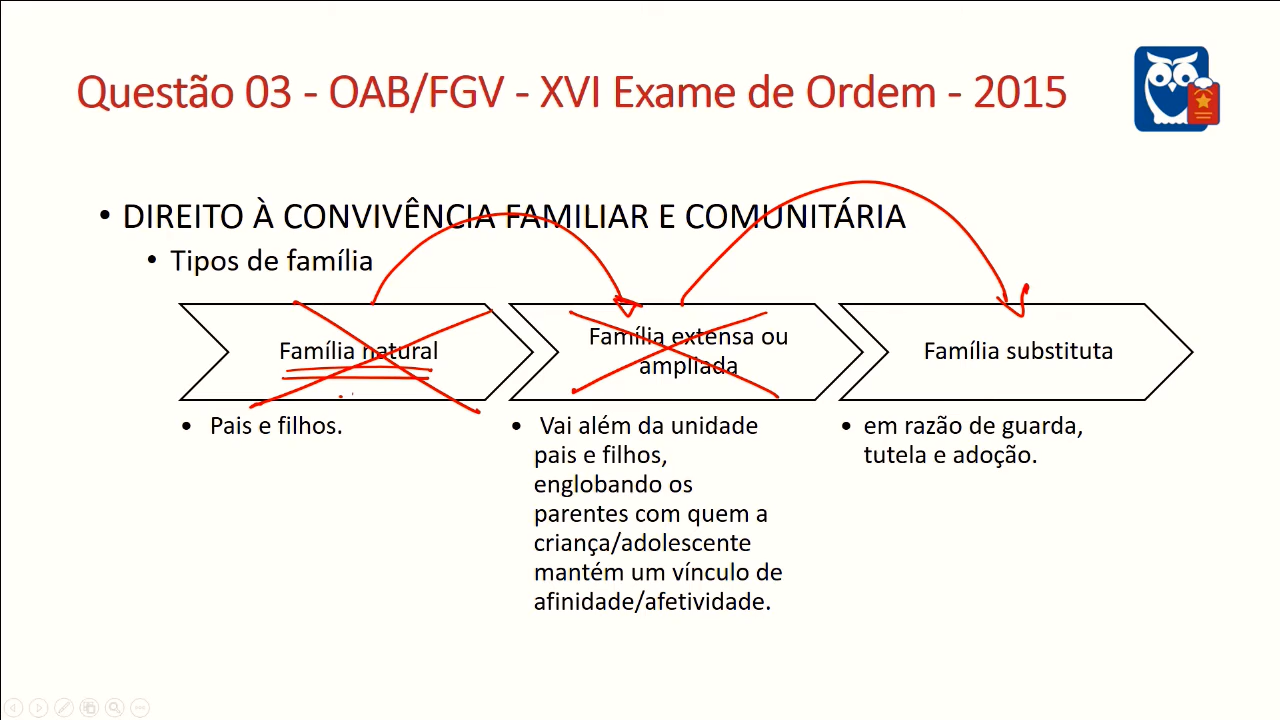 Questão 03 - OAB/FGV - XVI Exame de Ordem - 2015
• DIREITO À CONVIVÊNCIA FAMILIAR E COMUNITÁRIA
• Tipos de família
Família natural
• Pais e filhos.
Família extensa ou
ampliada
• Vai além da unidade
pais e filhos,
englobando os
parentes com quem a
criança/adolescente
mantém um vínculo de
afinidade/afetividade.
Família substituta
• em razão de guarda,
tutela e adoção.